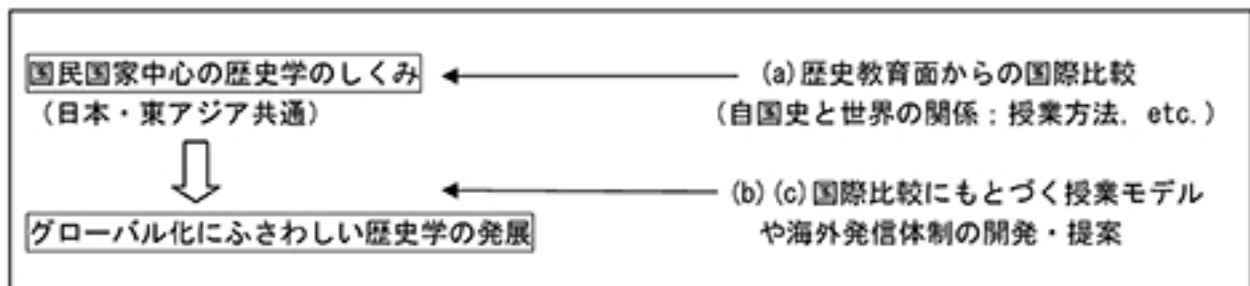 国民国家中心の歴史学のしくみ
(日本・東アジア共通)
(a)歴史教育面からの国際比較
(自国史と世界の関係：授業方法. etc.)
(b)(c)国際比較にもとづく授業モデル
や海外発信体制の開発・提案
グローバル化にふさわしい歴史学の発展